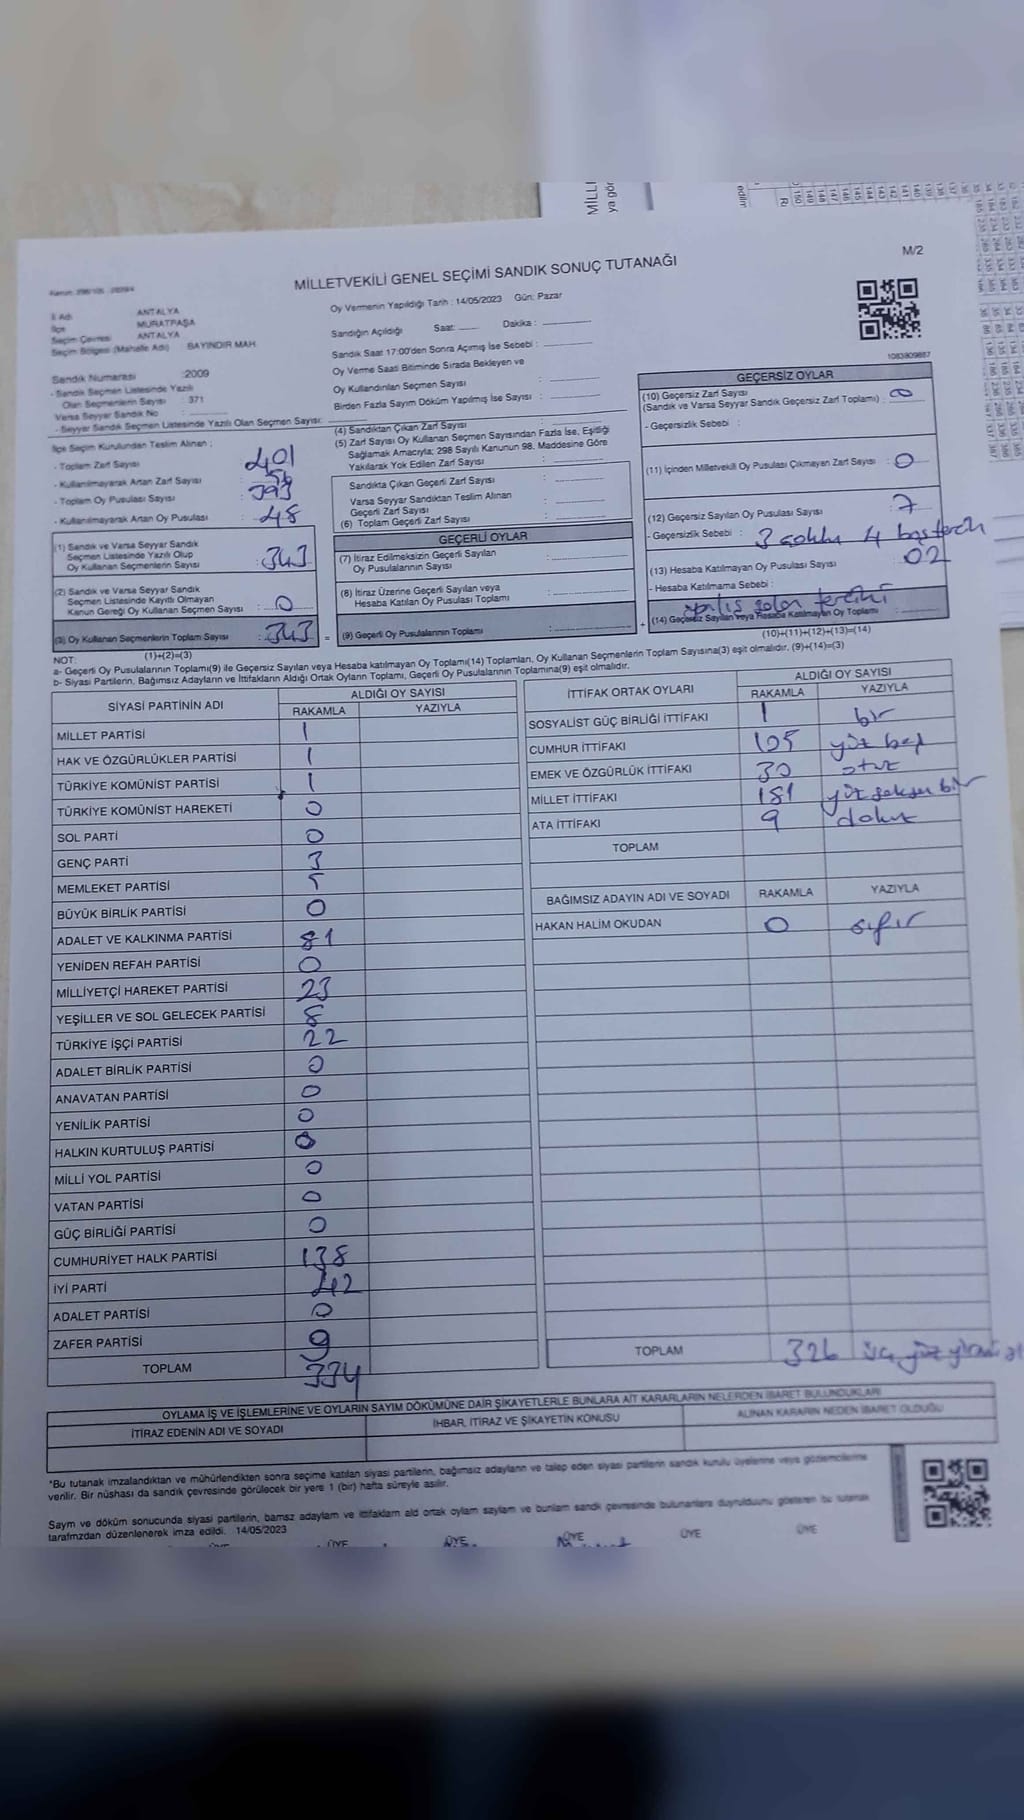 MİLLETVEKİLİ GENEL SEÇİMİ SANDIK SONUÇ TUTANAĞI
M/2
İl Adı ANTALYA
İlçe MURATPAŞA
Seçim Çevresi ANTALYA
Seçim Bölgesi (Mahalle Adı) BAYINDIR MAH.
Sandık Numarası :2009
- Sandık Seçmen Listesinde Yazılı
Olan Seçmenlerin Sayısı : 371
Varsa Seyyar Sandık No :
- Seyyar Sandık Seçmen Listesinde Yazılı Olan Seçmen Sayısı:
Oy Vermenin Yapıldığı Tarih : 14/05/2023 Gün: Pazar
Sandığın Açıldığı Saat: Dakika :
Sandık Saat 17:00'den Sonra Açımış İse Sebebi :
Oy Verme Saati Bitiminde Sırada Bekleyen ve
Oy Kullandırılan Seçmen Sayısı :
Birden Fazla Sayım Döküm Yapılmış İse Sayısı :
1083809887
İlçe Seçim Kurulundan Teslim Alınan ;
- Toplam Zarf Sayısı : 401
- Kullanılmayarak Artan Zarf Sayısı :
- Toplam Oy Pusulası Sayısı : 393
- Kullanılmayarak Artan Oy Pusulası : 48
(1) Sandık ve Varsa Seyyar Sandık
Seçmen Listesinde Yazılı Olup
Oy Kullanan Seçmenlerin Sayısı : 343
(2) Sandık ve Varsa Seyyar Sandık
Seçmen Listesinde Kayıtlı Olmayan
Kanun Gereği Oy Kullanan Seçmen Sayısı : 0
(3) Oy Kullanan Seçmenlerin Toplam Sayısı : 343 =
(1)+(2)=(3)
(4) Sandıktan Çıkan Zarf Sayısı :
(5) Zarf Sayısı Oy Kullanan Seçmen Sayısından Fazla İse, Eşitliği
Sağlamak Amacıyla; 298 Sayılı Kanunun 98. Maddesine Göre
Yakılarak Yok Edilen Zarf Sayısı :
Sandıkta Çıkan Geçerli Zarf Sayısı :
Varsa Seyyar Sandıktan Teslim Alınan
Geçerli Zarf Sayısı :
(6) Toplam Geçerli Zarf Sayısı :
GEÇERLİ OYLAR
(7) İtiraz Edilmeksizin Geçerli Sayılan
Oy Pusulalarının Sayısı :
(8) İtiraz Üzerine Geçerli Sayılan veya
Hesaba Katılan Oy Pusulası Toplamı :
(9) Geçerli Oy Pusulalarının Toplamı : +
GEÇERSİZ OYLAR
(10) Geçersiz Zarf Sayısı
(Sandık ve Varsa Seyyar Sandık Geçersiz Zarf Toplamı) :
- Geçersizlik Sebebi :
(11) İçinden Milletvekili Oy Pusulası Çıkmayan Zarf Sayısı : 0
(12) Geçersiz Sayılan Oy Pusulası Sayısı : 7
- Geçersizlik Sebebi : 3 4 boş
(13) Hesaba Katılmayan Oy Pusulası Sayısı : 02
- Hesaba Katılmama Sebebi :
(14) Geçersiz Sayılan veya Hesaba Katılmayan Oy Toplamı :
(10)+(11)+(12)+(13)=(14)
NOT:
a- Geçerli Oy Pusulalarının Toplamı(9) ile Geçersiz Sayılan veya Hesaba katılmayan Oy Toplamı(14) Toplamları, Oy Kullanan Seçmenlerin Toplam Sayısına(3) eşit olmalıdır. (9)+(14)=(3)
b- Siyasi Partilerin, Bağımsız Adayların ve İttifakların Aldığı Ortak Oyların Toplamı, Geçerli Oy Pusulalarının Toplamına(9) eşit olmalıdır.
SİYASİ PARTİNİN ADI ALDIĞI OY SAYISI
RAKAMLA YAZIYLA
MİLLET PARTİSİ 1
HAK VE ÖZGÜRLÜKLER PARTİSİ 1
TÜRKİYE KOMÜNİST PARTİSİ 1
TÜRKİYE KOMÜNİST HAREKETİ 0
SOL PARTİ 0
GENÇ PARTİ 3
MEMLEKET PARTİSİ 5
BÜYÜK BİRLİK PARTİSİ 0
ADALET VE KALKINMA PARTİSİ 81
YENİDEN REFAH PARTİSİ 0
MİLLİYETÇİ HAREKET PARTİSİ 23
YEŞİLLER VE SOL GELECEK PARTİSİ 8
TÜRKİYE İŞÇİ PARTİSİ 22
ADALET BİRLİK PARTİSİ 0
ANAVATAN PARTİSİ 0
YENİLİK PARTİSİ 0
HALKIN KURTULUŞ PARTİSİ 0
MİLLİ YOL PARTİSİ 0
VATAN PARTİSİ 0
GÜÇ BİRLİĞİ PARTİSİ 0
CUMHURİYET HALK PARTİSİ 138
İYİ PARTİ 42
ADALET PARTİSİ 0
ZAFER PARTİSİ 9
TOPLAM 334
İTTİFAK ORTAK OYLARI ALDIĞI OY SAYISI
RAKAMLA YAZIYLA
SOSYALİST GÜÇ BİRLİĞİ İTTİFAKI 1 bir
CUMHUR İTTİFAKI 105 yüz beş
EMEK VE ÖZGÜRLÜK İTTİFAKI 30 otuz
MİLLET İTTİFAKI 181 yüz seksen bir
ATA İTTİFAKI 9 dokuz
TOPLAM
BAĞIMSIZ ADAYIN ADI VE SOYADI RAKAMLA YAZIYLA
HAKAN HALİM OKUDAN 0 sıfır
TOPLAM 326 üç yüz yirmi
OYLAMA İŞ VE İŞLEMLERİNE VE OYLARIN SAYIM DÖKÜMÜNE DAİR ŞİKAYETLERLE BUNLARA AİT KARARLARIN NELERDEN İBARET BULUNDUKLARI
İTİRAZ EDENİN ADI VE SOYADI İHBAR, İTİRAZ VE ŞİKAYETİN KONUSU ALINAN KARARIN NEDEN İBARET OLDUĞU
*Bu tutanak imzalandıktan ve mühürlendikten sonra seçime katılan siyasi partilerin, bağımsız adayların ve talep eden siyasi partilerin sandık kurulu üyelerine veya gözlemcilerine
verilir. Bir nüshası da sandık çevresinde görülecek bir yere 1 (bir) hafta süreyle asılır.
Sayım ve döküm sonucunda siyasi partilerin, bamsz adayların ve ittifakların ald ortak oyların saylam ve bunların sandk çevresinde bulunanlara duyrulduunu gösteren bu tutanak
tarafmzdan düzenlenerek imza edildi. 14/05/2023
ÜYE ÜYE ÜYE ÜYE ÜYE